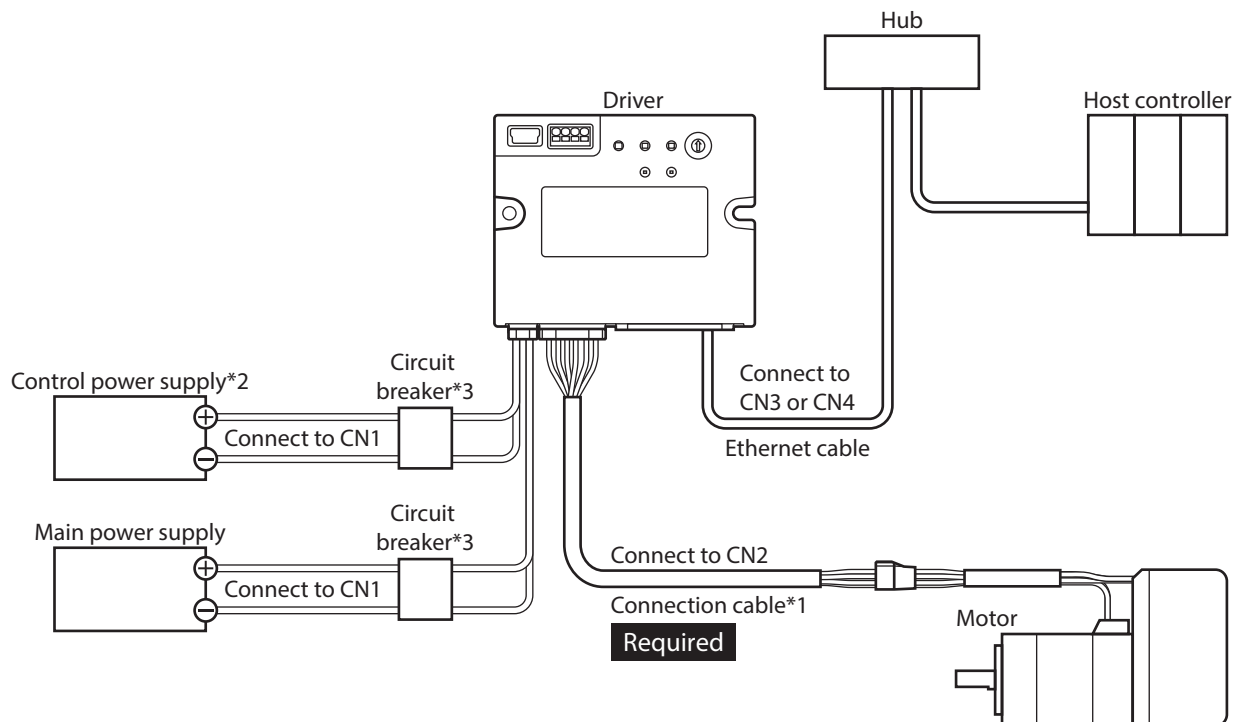 Hub
Driver
Host controller
Circuit
breaker*3
Control power supply*2
Connect to CN1
Connect to
CN3 or CN4
Ethernet cable
Circuit
breaker*3
Main power supply
Connect to CN1
Connect to CN2
Connection cable*1
Required
Motor